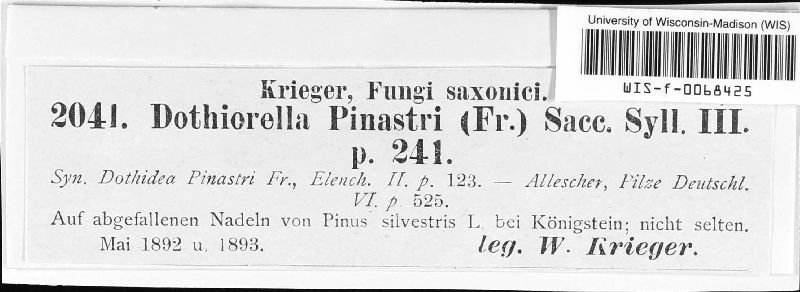 University of Wisconsin-Madison (WIS)
WIS-f-0068425
Krieger, Fungi saxonici.
2041. Dothiorella Pinastri (Fr.) Sacc. Syll. III.
p. 241.
Syn. Dothidea Pinastri Fr., Elench. II. p. 123. — Allescher, Pilze Deutschl.
VI. p. 525.
Auf abgefallenen Nadeln von Pinus silvestris L. bei Königstein; nicht selten.
Mai 1892 u. 1893. leg. W. Krieger.